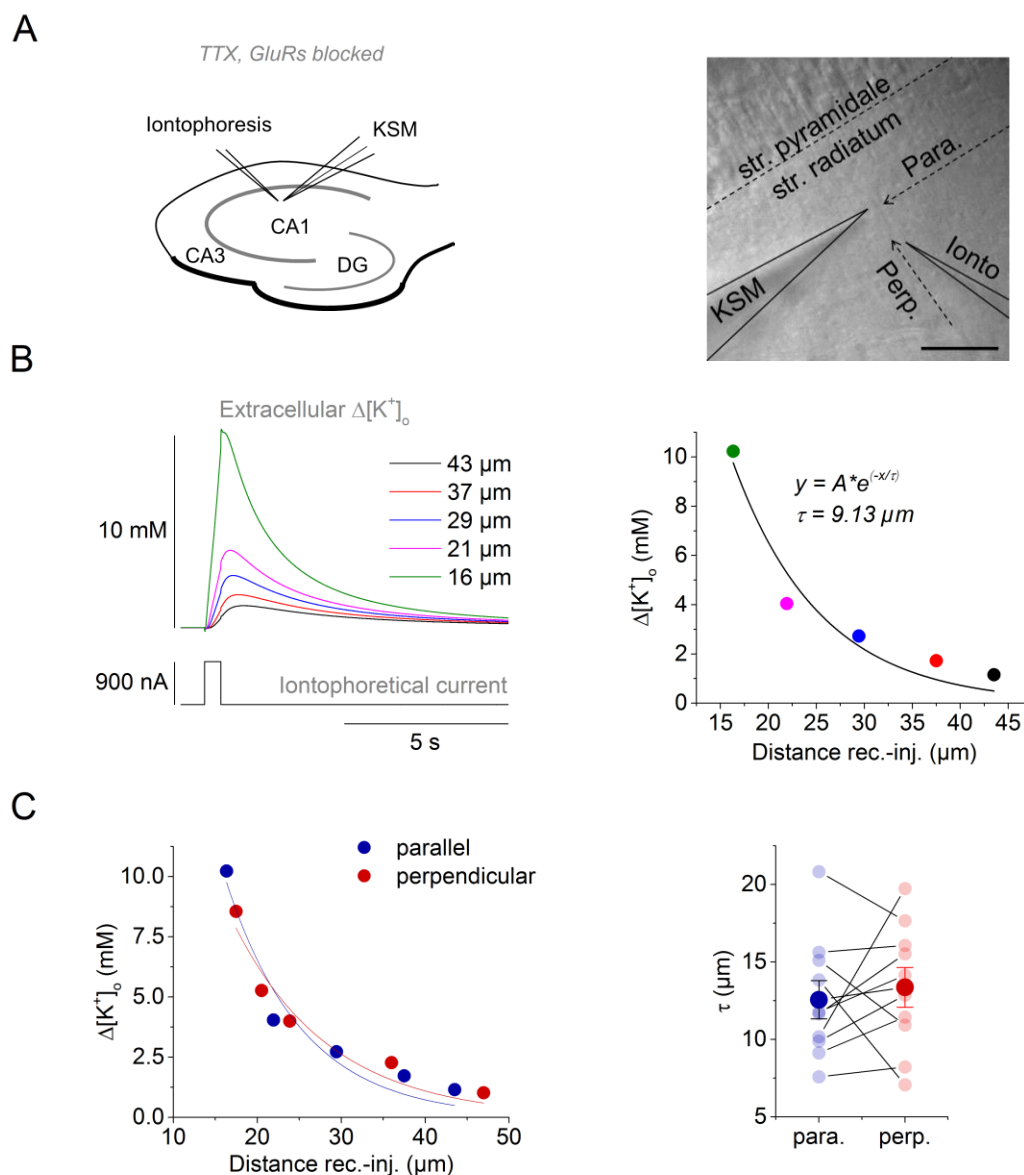 A
TTX, GluRs blocked
Iontophoresis
KSM
CA1
CA3
DG
str. pyramidale
str. radiatum
Para.
KSM
Perp.
Ionto
B
Extracellular Δ[K⁺]ₒ
43 µm
37 µm
29 µm
21 µm
16 µm
10 mM
900 nA
Iontophoretical current
5 s
Δ[K⁺]ₒ (mM)
10
8
6
4
2
0
y = A*e^(-x/τ)
τ = 9.13 µm
15 20 25 30 35 40 45
Distance rec.-inj. (µm)
C
Δ[K⁺]ₒ (mM)
10.0
7.5
5.0
2.5
0.0
parallel
perpendicular
10 20 30 40 50
Distance rec.-inj. (µm)
τ (µm)
20
15
10
5
para. perp.